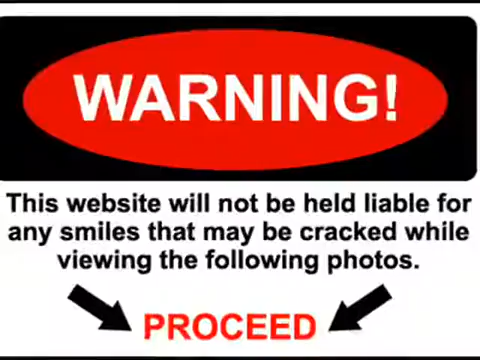 WARNING!
This website will not be held liable for
any smiles that may be cracked while
viewing the following photos.
PROCEED